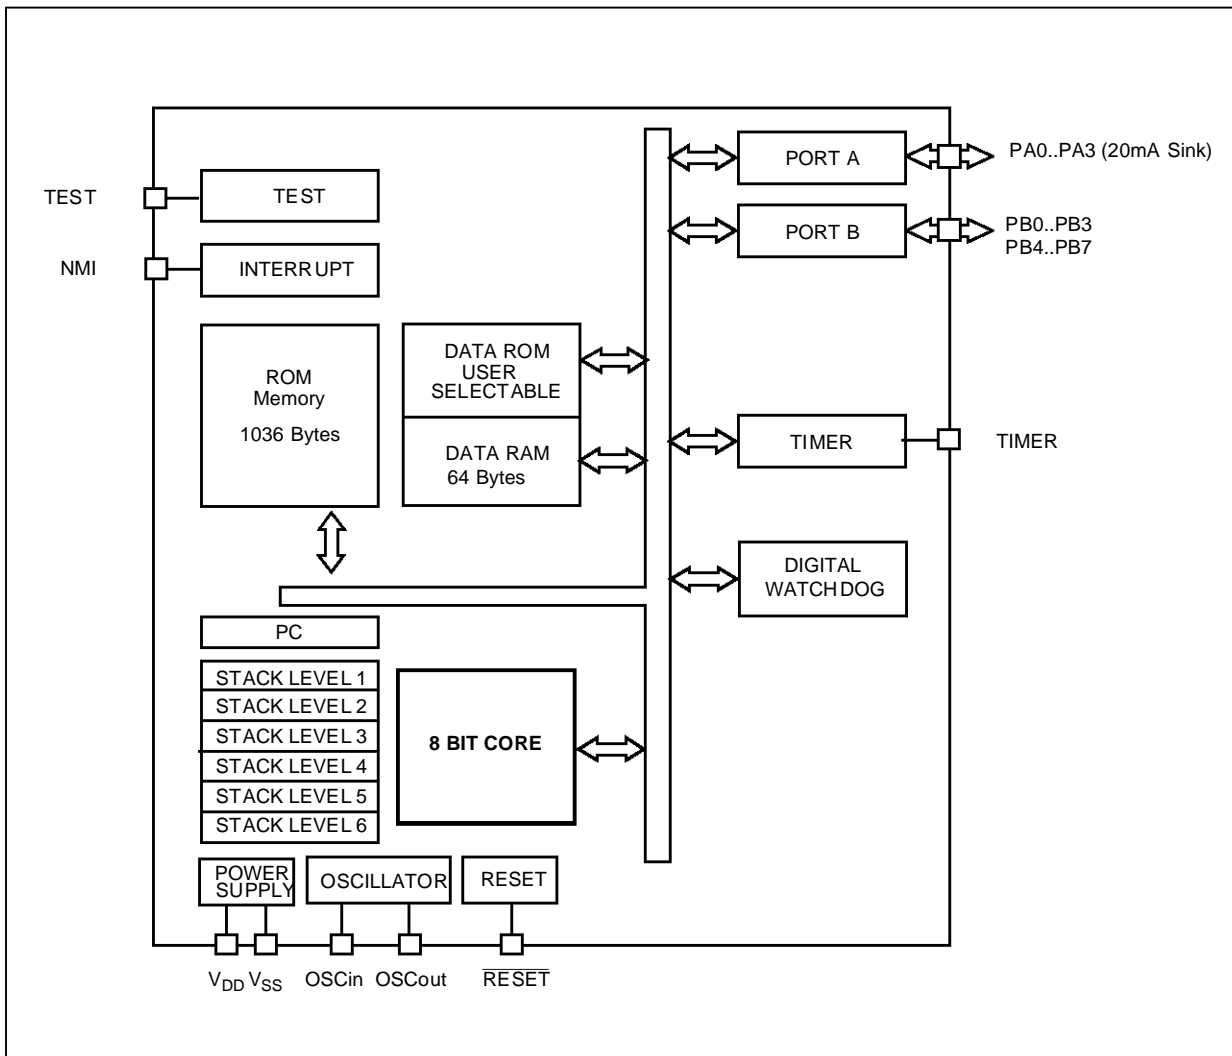 TEST
TEST
NMI
INTERRUPT
ROM
Memory
1036 Bytes
DATA ROM
USER
SELECTABLE
DATA RAM
64 Bytes
PORT A
PA0..PA3 (20mA Sink)
PORT B
PB0..PB3
PB4..PB7
TIMER
TIMER
DIGITAL
WATCHDOG
PC
STACK LEVEL 1
STACK LEVEL 2
STACK LEVEL 3
STACK LEVEL 4
STACK LEVEL 5
STACK LEVEL 6
8 BIT CORE
POWER
SUPPLY
OSCILLATOR
RESET
VDD VSS
OSCin OSCout
RESET